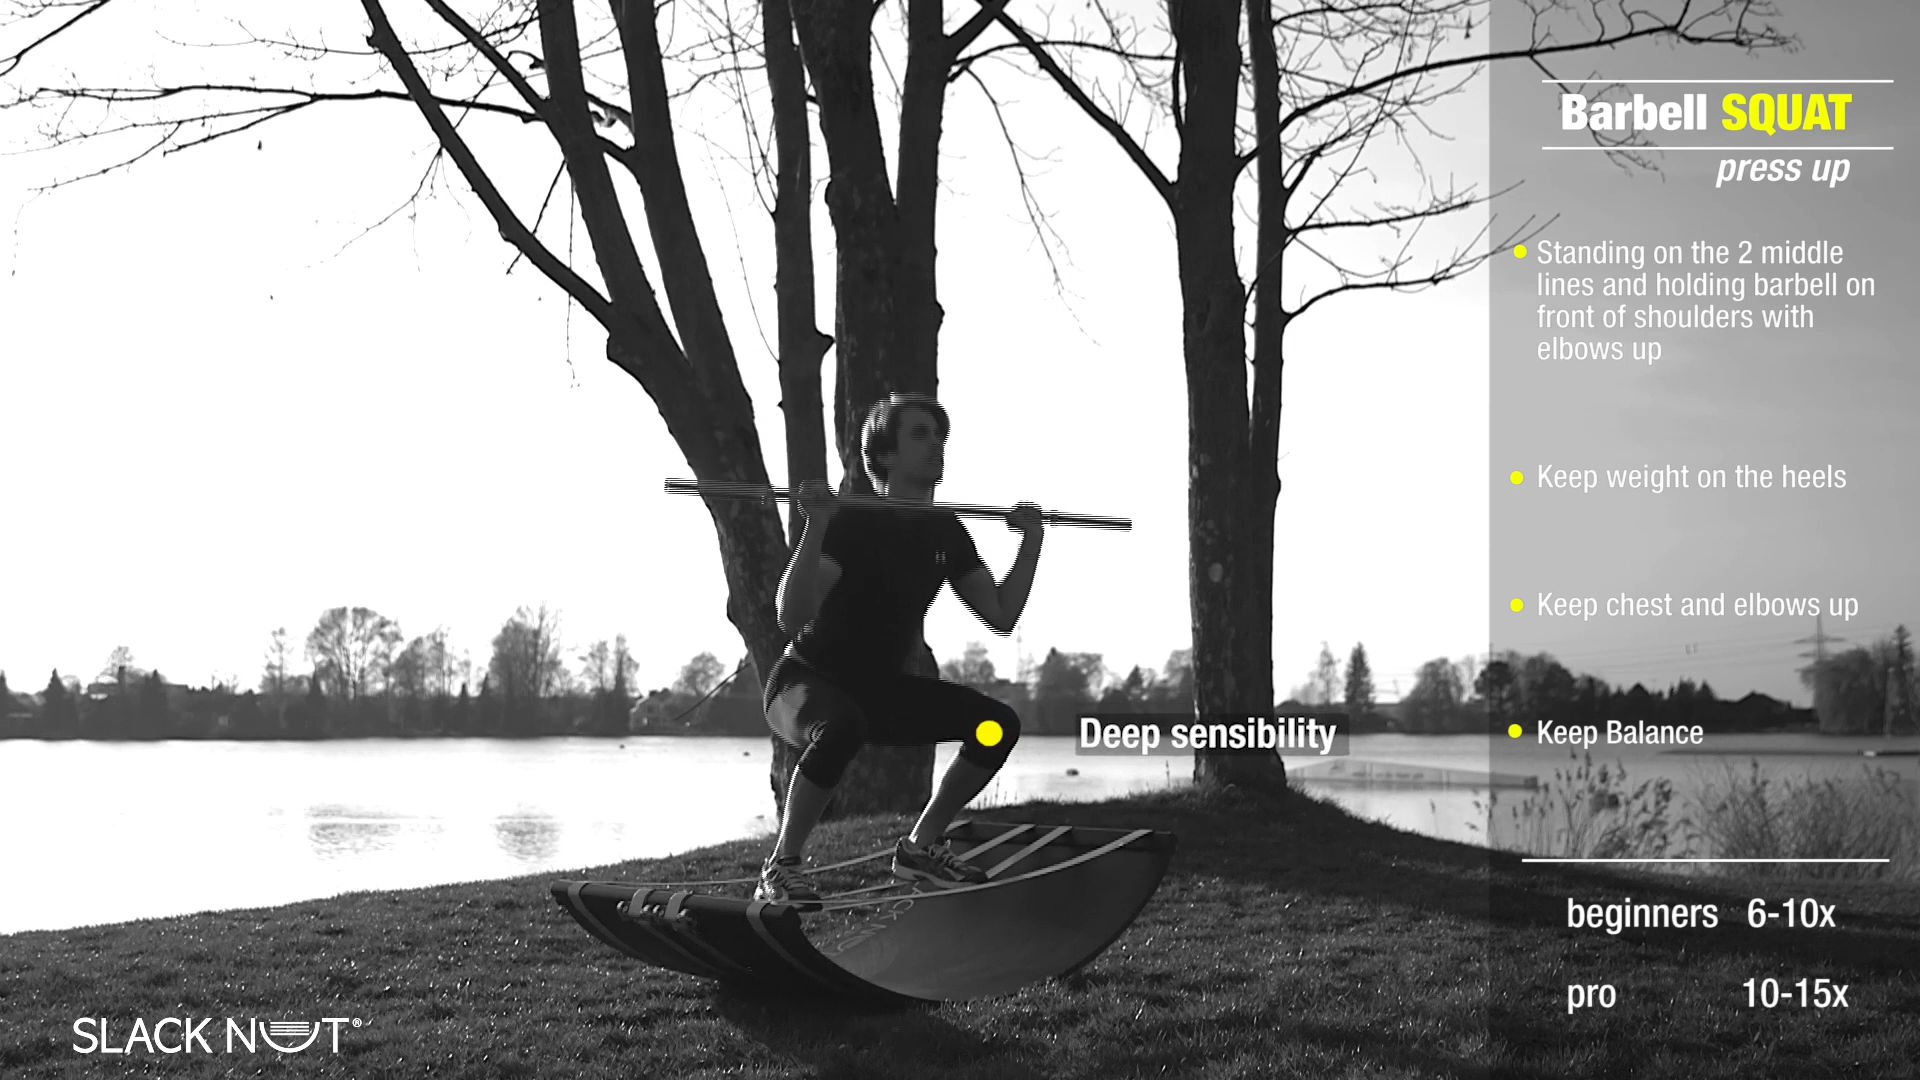 Barbell SQUAT
press up
Standing on the 2 middle
lines and holding barbell on
front of shoulders with
elbows up
Keep weight on the heels
Keep chest and elbows up
Deep sensibility
Keep Balance
beginners 6-10x
pro 10-15x
SLACK NUT®